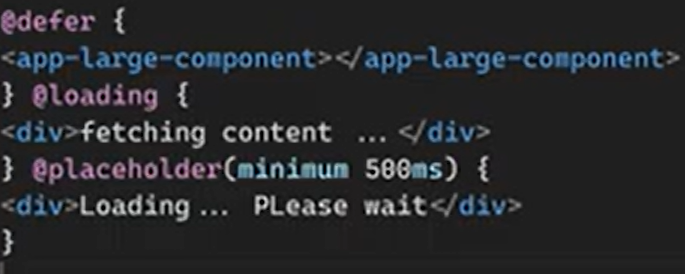 @defer {
<app-large-component></app-large-component>
} @loading {
<div>fetching content ...</div>
} @placeholder(minimum 500ms) {
<div>Loading... PLease wait</div>
}